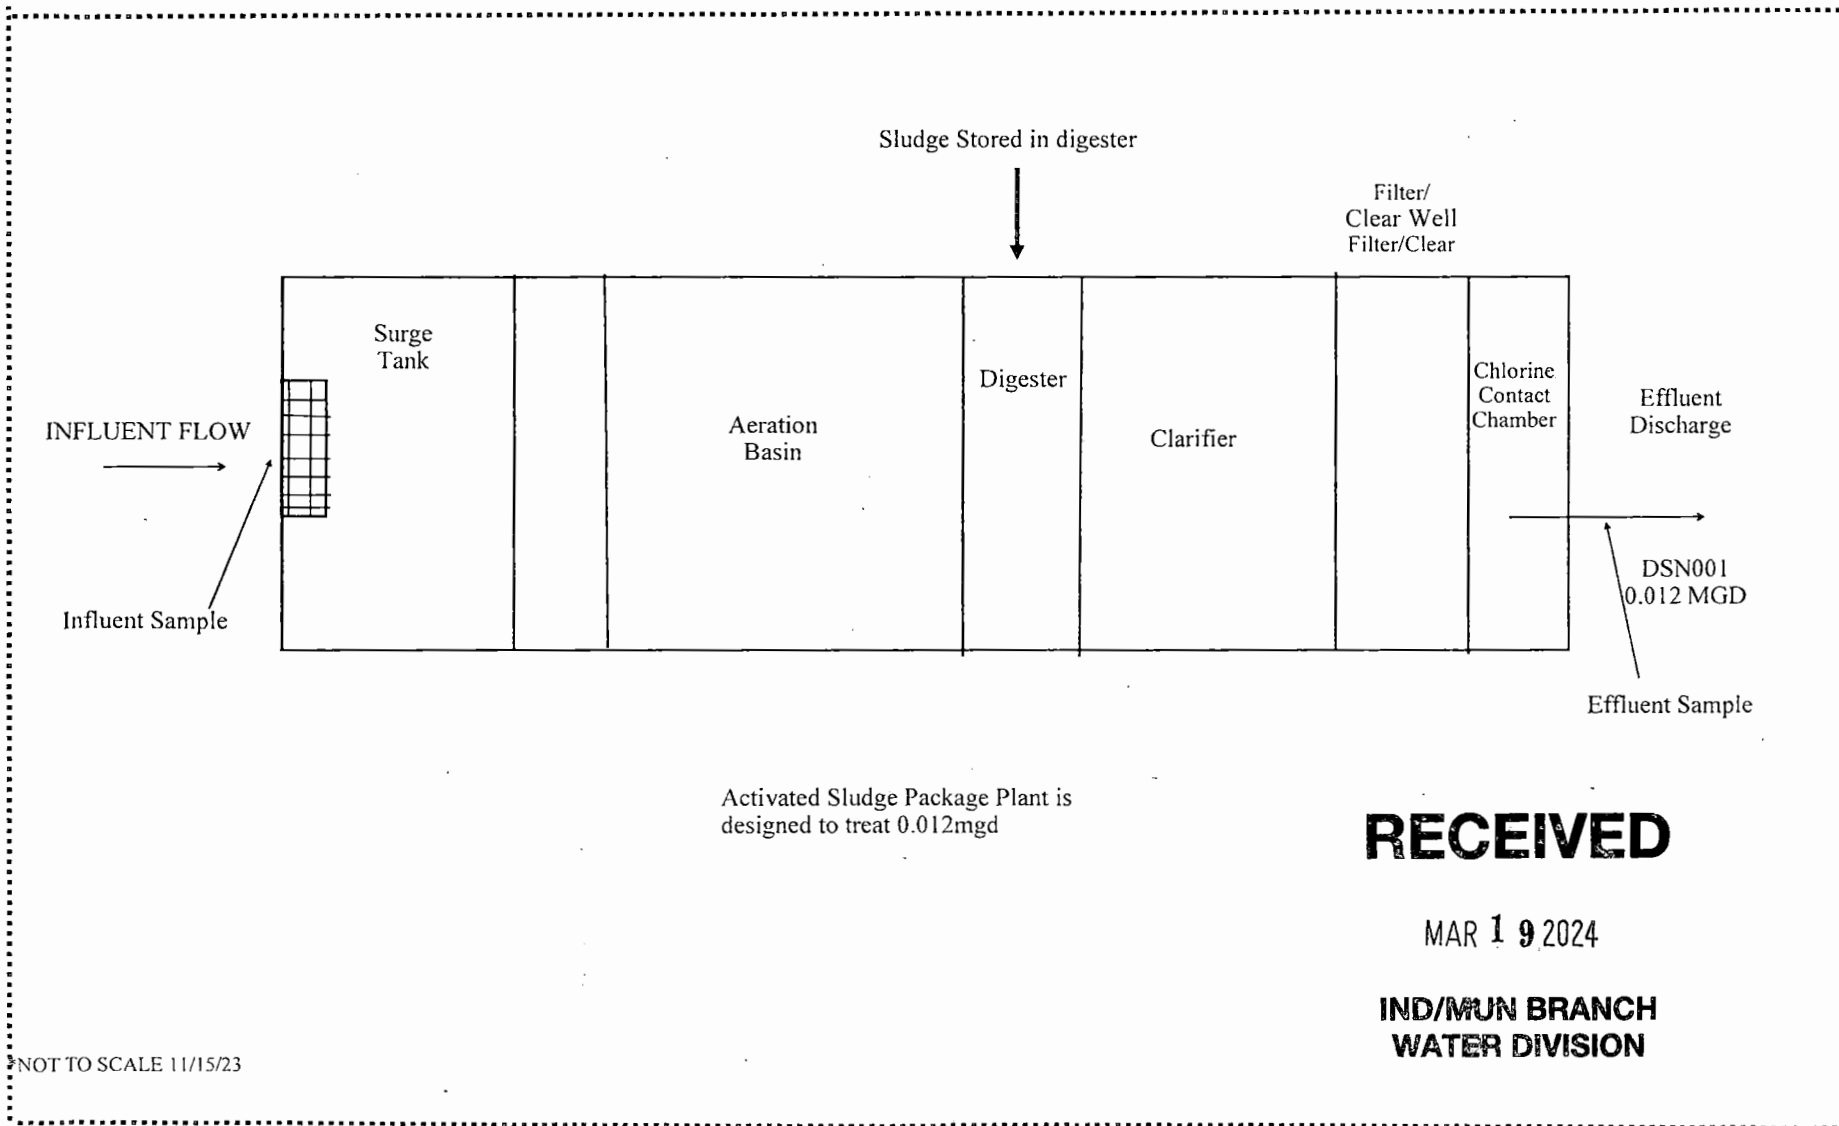 Sludge Stored in digester
Filter/
Clear Well
Filter/Clear
Surge
Tank
INFLUENT FLOW
Influent Sample
Aeration
Basin
Digester
Clarifier
Chlorine
Contact
Chamber
Effluent
Discharge
DSN001
0.012 MGD
Effluent Sample
Activated Sludge Package Plant is
designed to treat 0.012mgd
RECEIVED
MAR 19 2024
IND/MUN BRANCH
WATER DIVISION
*NOT TO SCALE 11/15/23